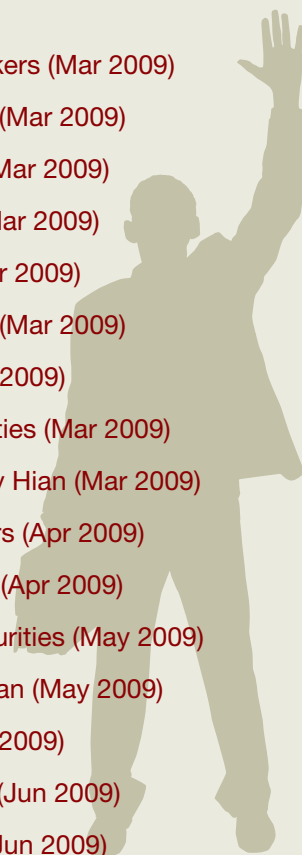 kers (Mar 2009)
(Mar 2009)
Mar 2009)
Mar 2009)
r 2009)
(Mar 2009)
2009)
ties (Mar 2009)
y Hian (Mar 2009)
rs (Apr 2009)
(Apr 2009)
urities (May 2009)
an (May 2009)
2009)
(Jun 2009)
Jun 2009)